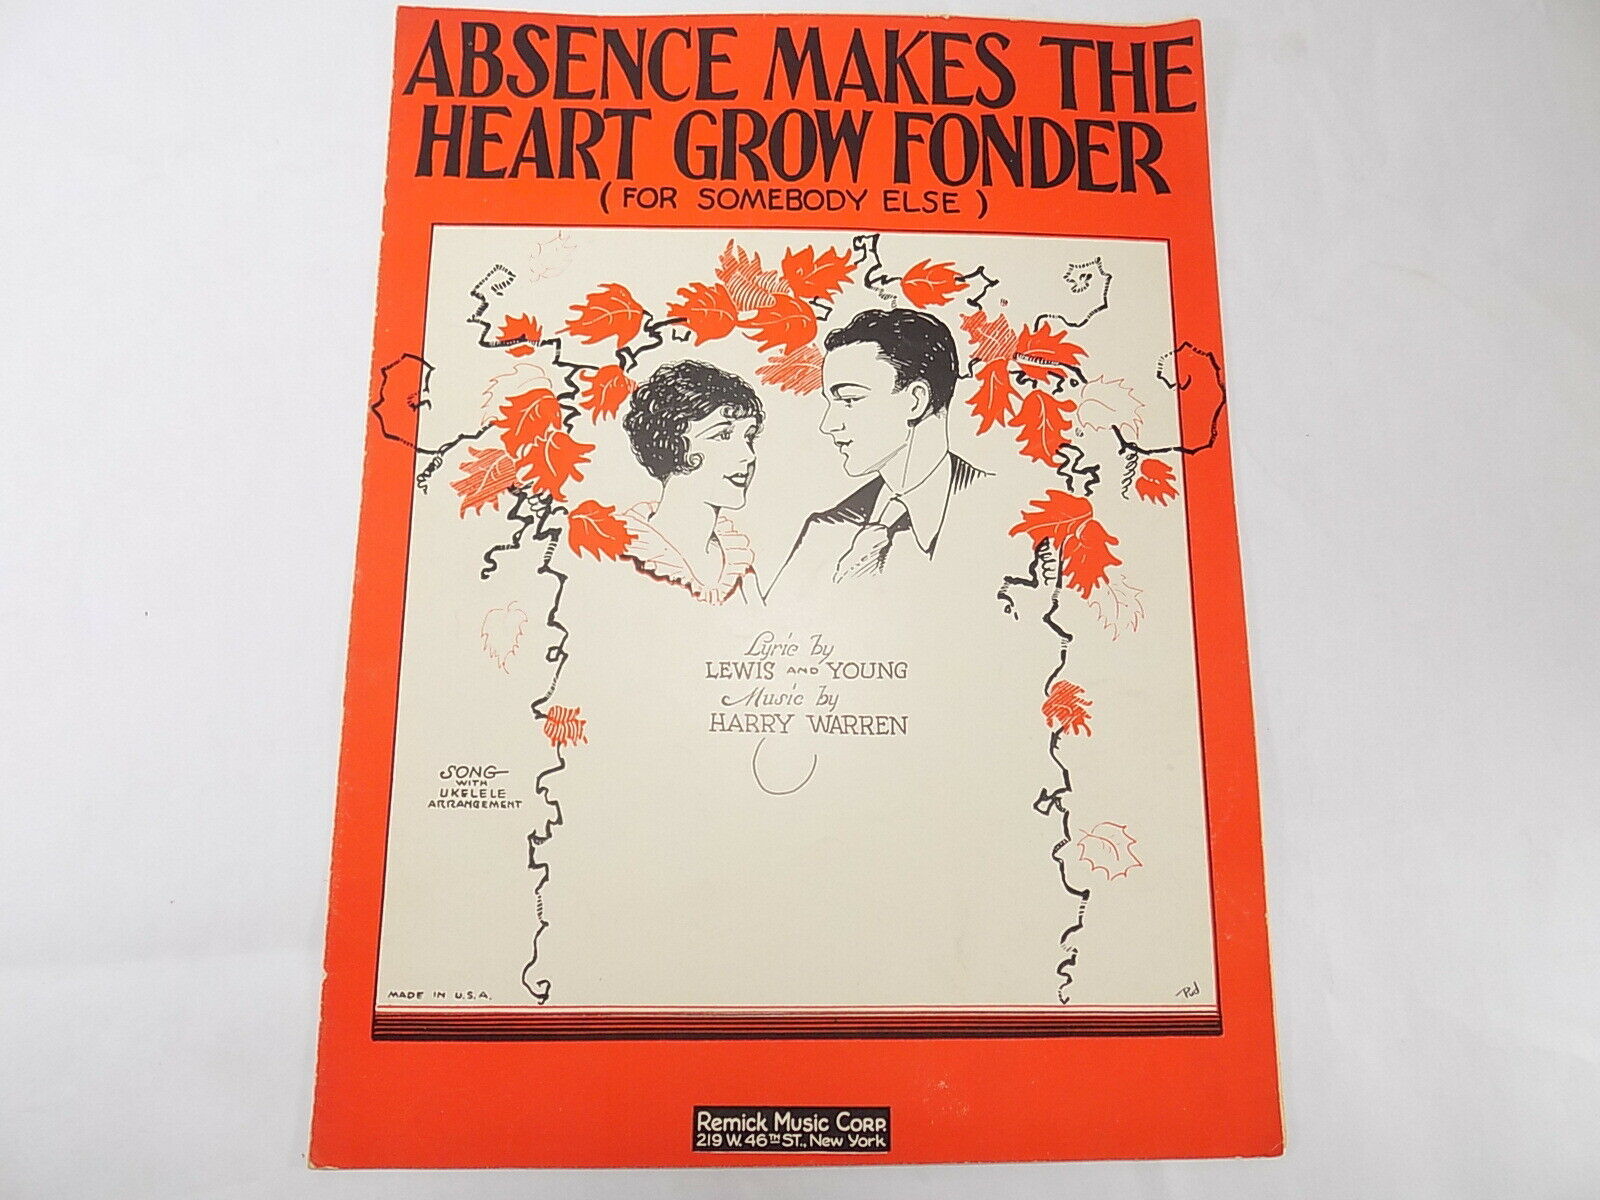 ABSENCE MAKES THE
HEART GROW FONDER
( FOR SOMEBODY ELSE )
Lyric by
LEWIS AND YOUNG
Music by
HARRY WARREN
SONG
WITH
UKELELE
ARRANGEMENT
MADE IN U.S.A.
Pud
Remick Music Corp.
219 W. 46TH ST., New York